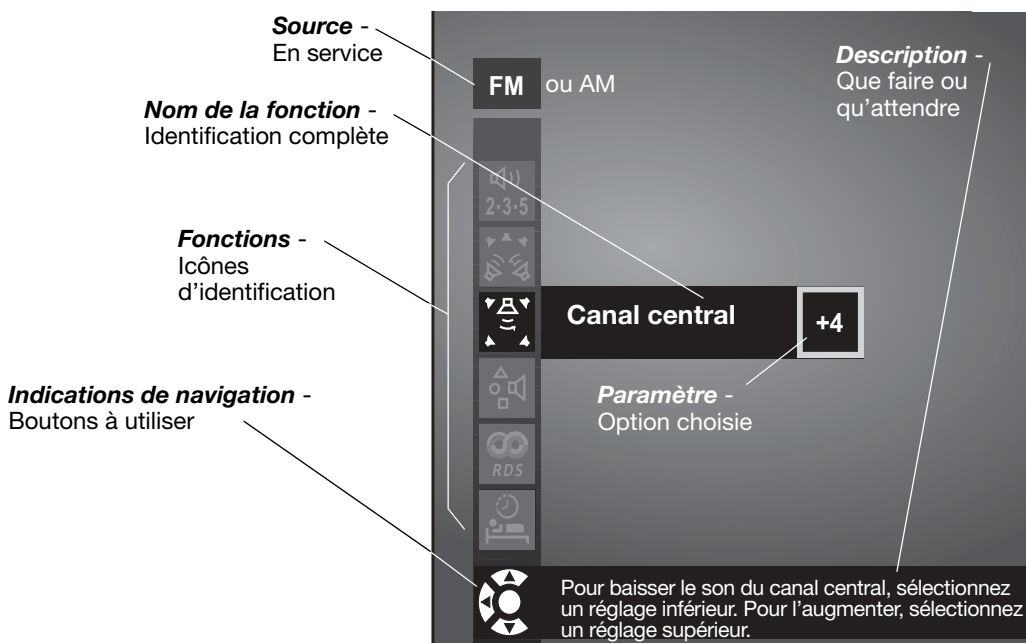 Source -
En service
FM ou AM
Description -
Que faire ou
qu'attendre
Nom de la fonction -
Identification complète
2·3·5
Fonctions -
Icônes
d'identification
Canal central +4
Indications de navigation -
Boutons à utiliser
Paramètre -
Option choisie
RDS
Pour baisser le son du canal central, sélectionnez
un réglage inférieur. Pour l'augmenter, sélectionnez
un réglage supérieur.